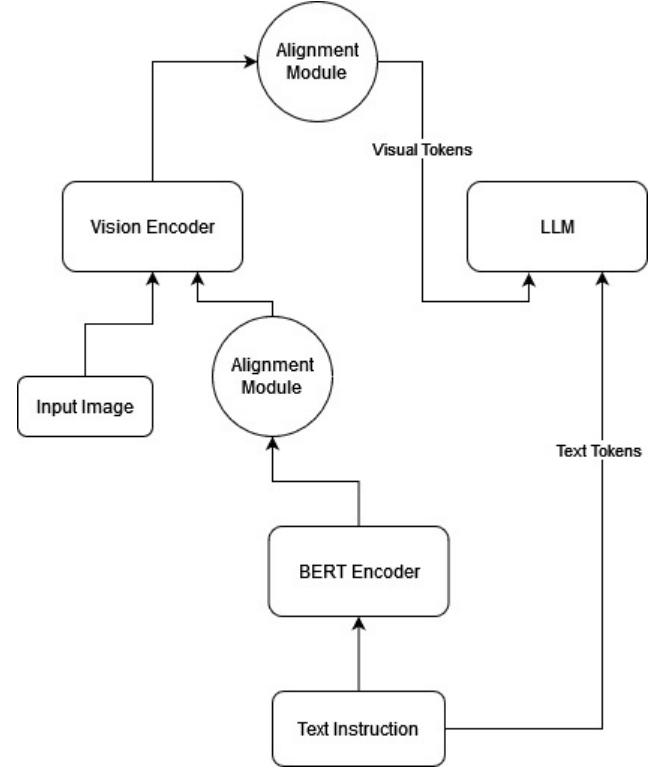 Alignment
Module
Visual Tokens
Vision Encoder
LLM
Alignment
Module
Input Image
Text Tokens
BERT Encoder
Text Instruction